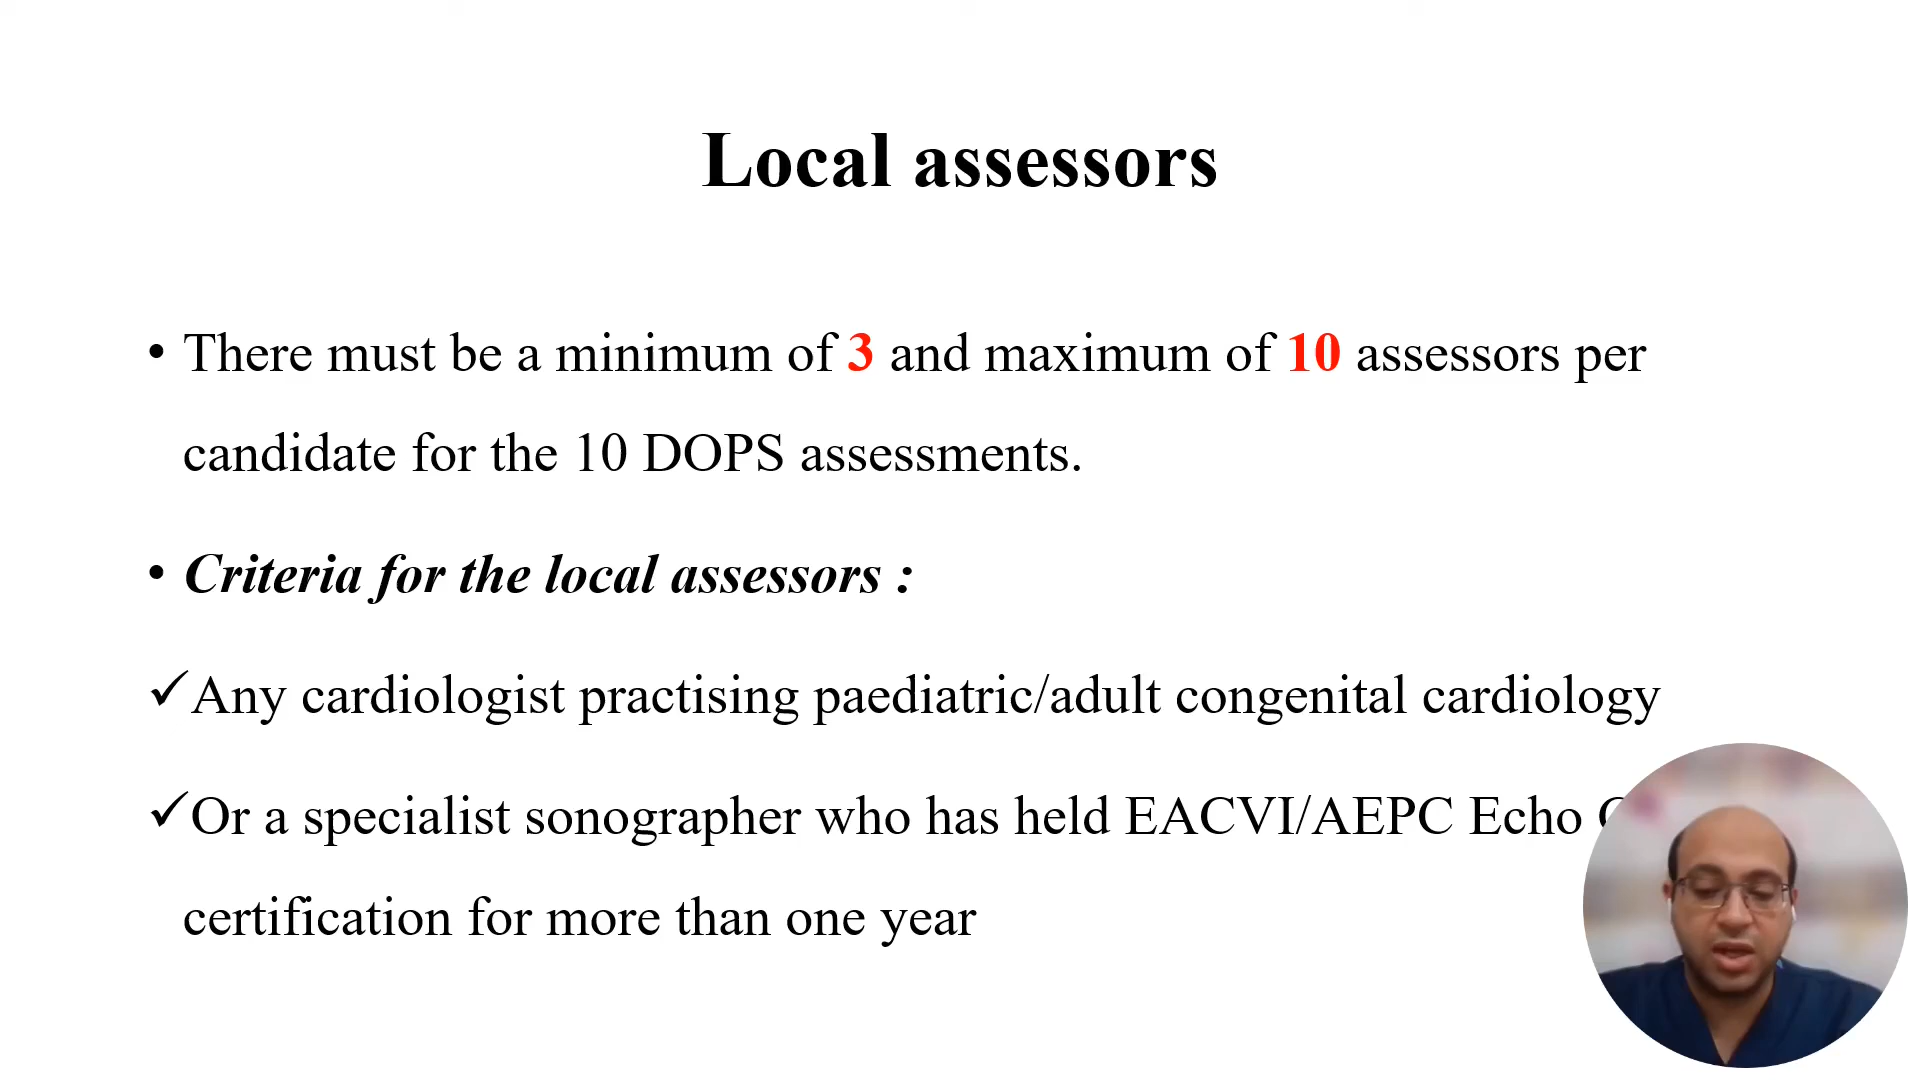 Local assessors
• There must be a minimum of 3 and maximum of 10 assessors per
candidate for the 10 DOPS assessments.
• Criteria for the local assessors :
✓Any cardiologist practising paediatric/adult congenital cardiology
✓Or a specialist sonographer who has held EACVI/AEPC Echo
certification for more than one year